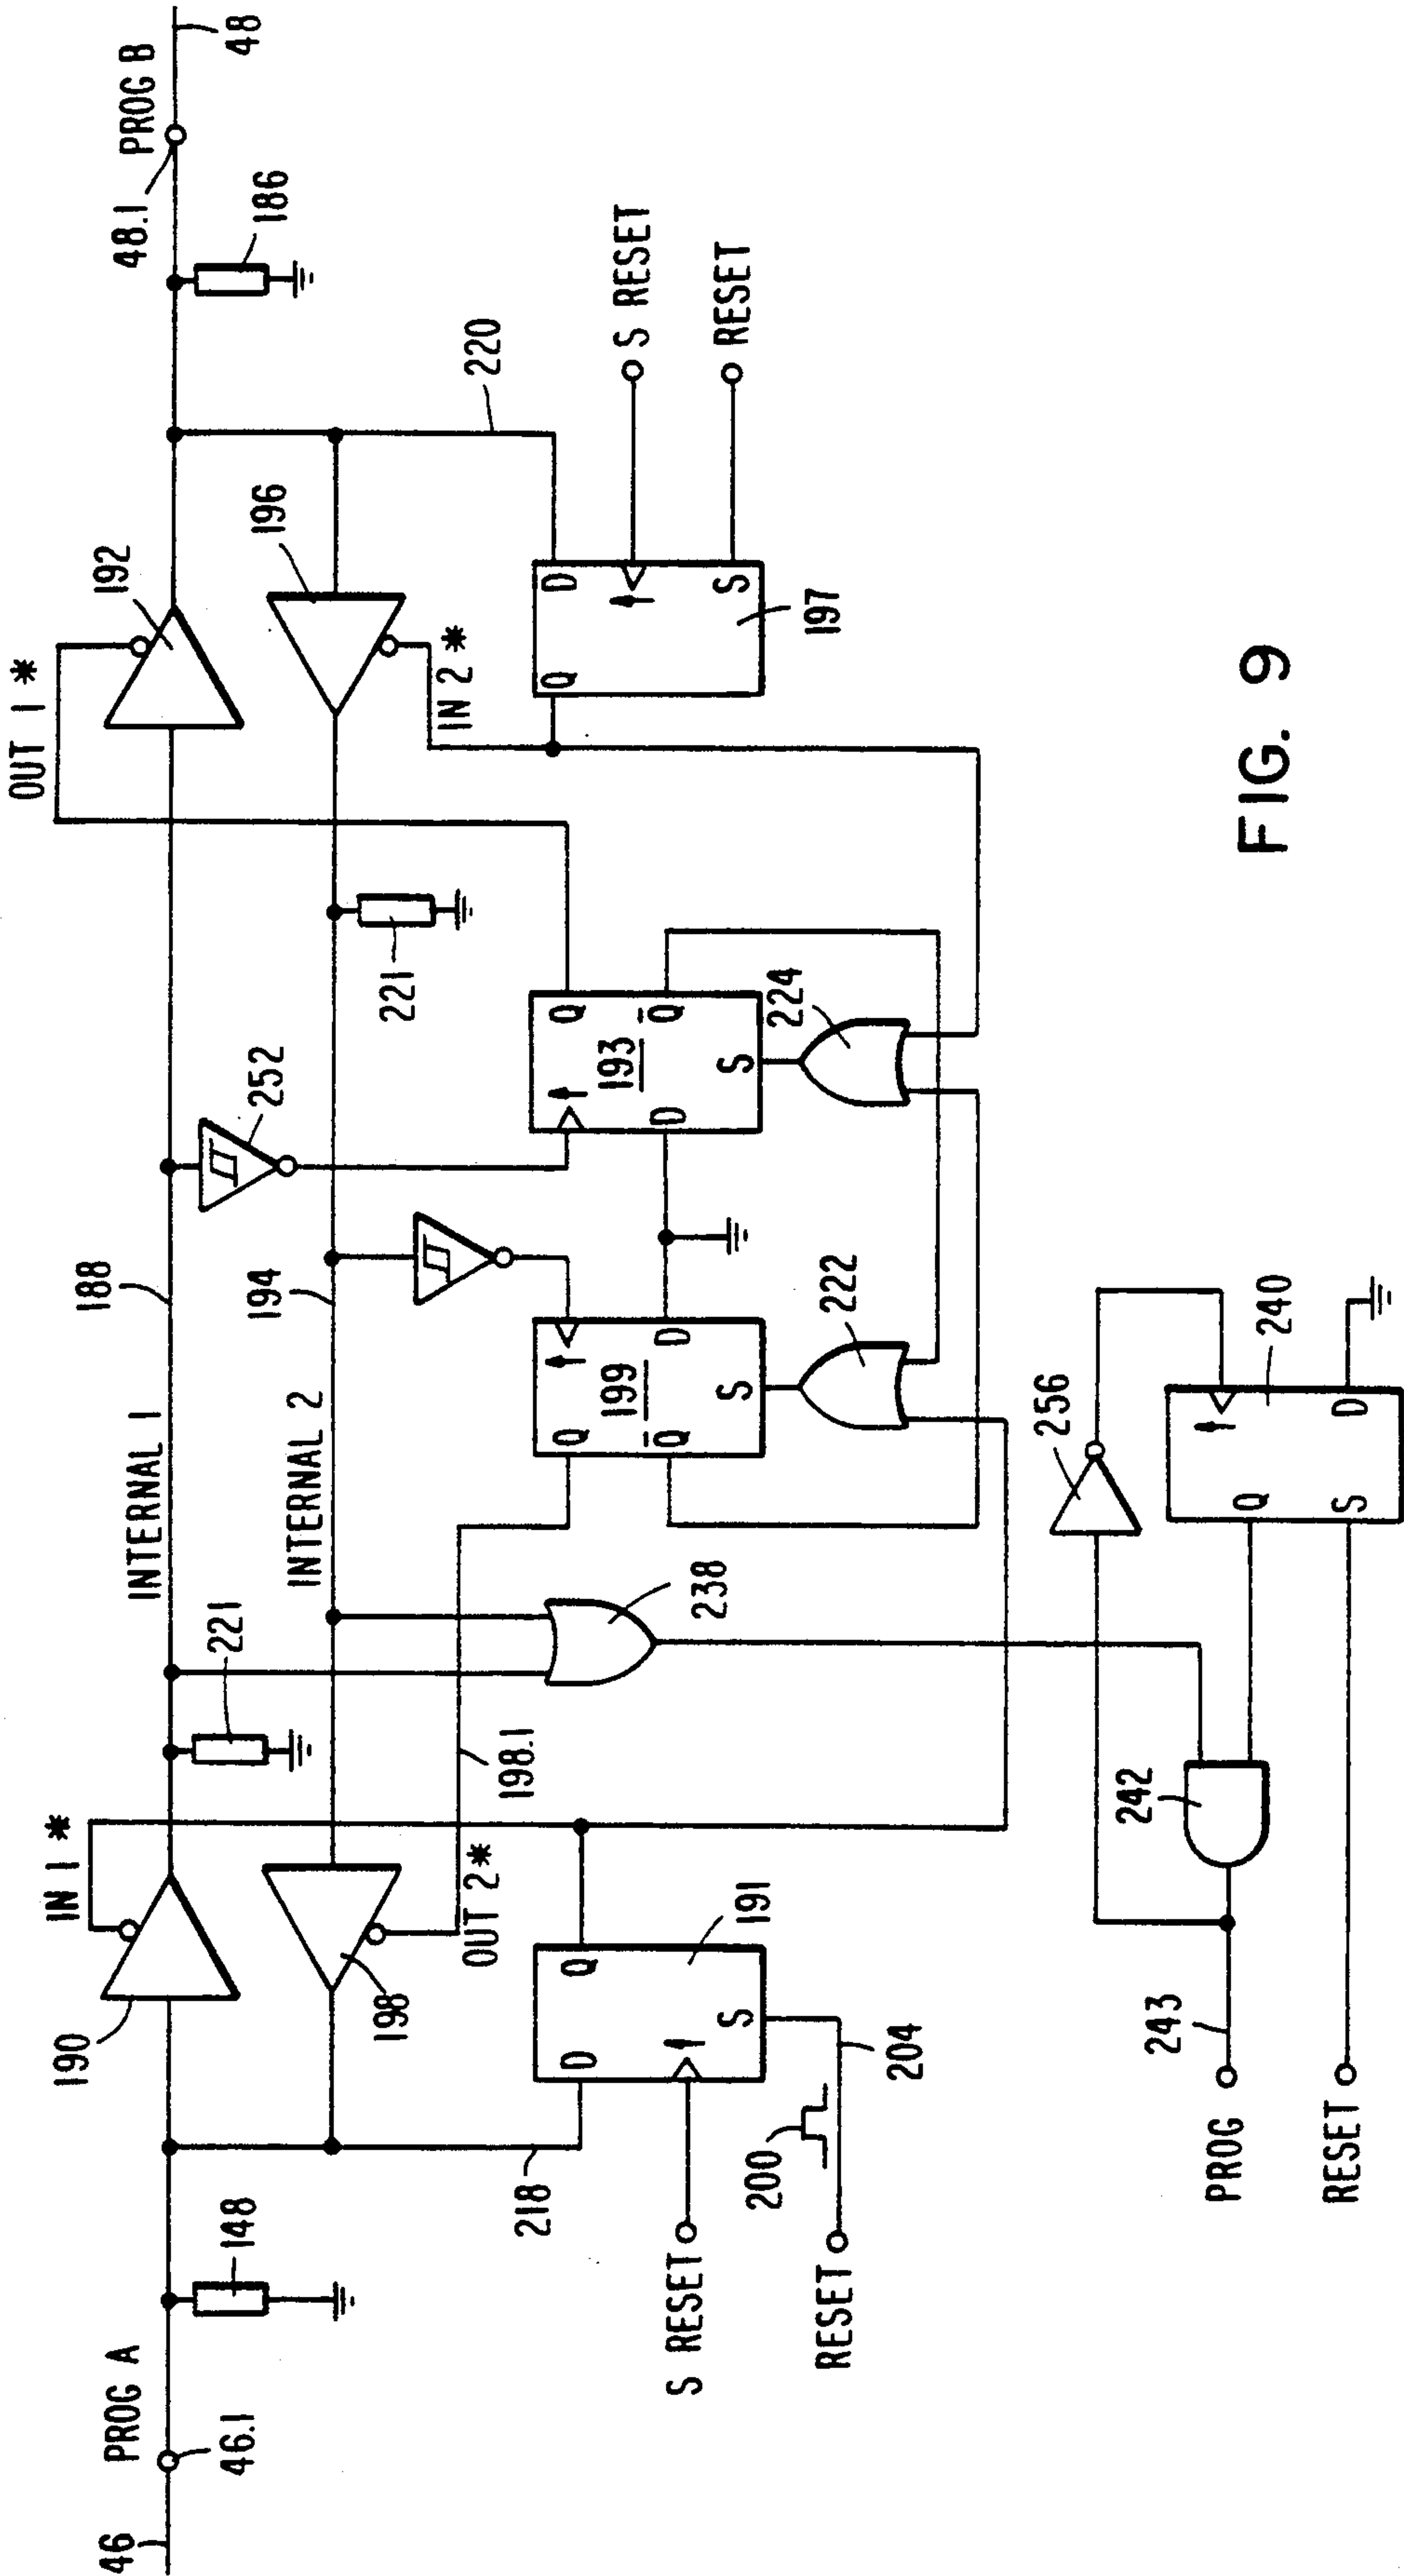 46
46.1
PROG A
148
190
IN 1 *
221
INTERNAL 1
188
252
OUT 1 *
192
186
48.1
PROG B
48
198
OUT 2 *
198.1
INTERNAL 2
194
221
196
IN 2 *
220
218
D
Q
S
191
S RESET
200
204
RESET
238
Q
Q̅
199
D
S
222
193
Q
Q̅
D
S
224
Q
D
S
197
S RESET
RESET
PROG
243
242
256
Q
S
D
240
RESET
FIG. 9